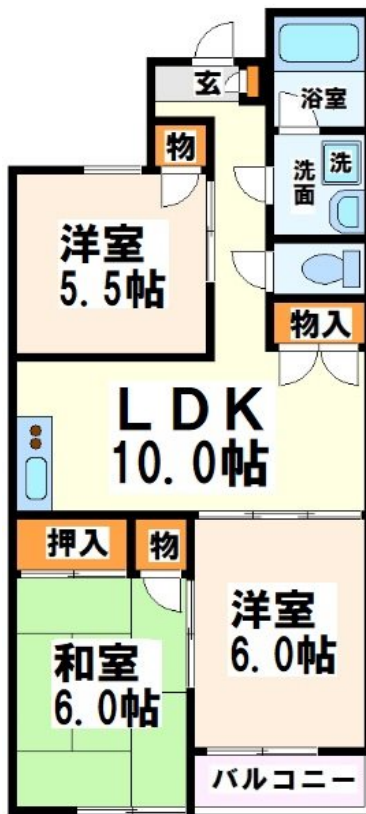 玄
浴室
物
洗
洗面
洋室
5.5帖
物入
LDK
10.0帖
押入
物
洋室
6.0帖
和室
6.0帖
バルコニー